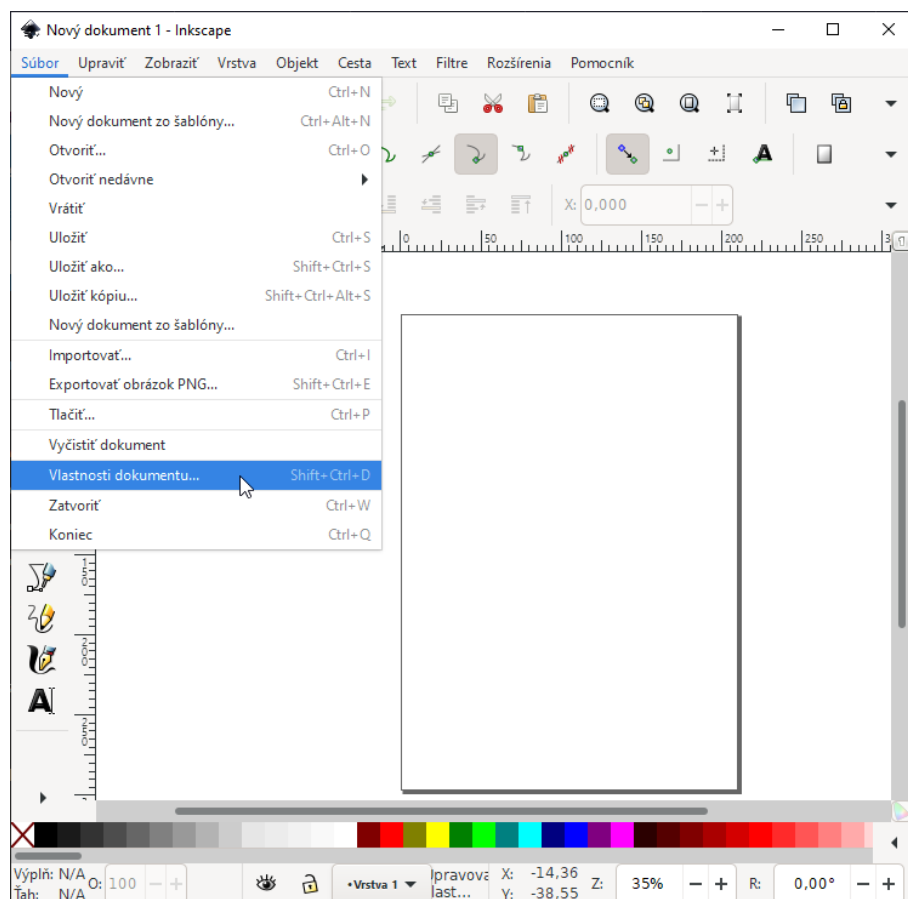 Nový dokument 1 - Inkscape
Súbor Upraviť Zobraziť Vrstva Objekt Cesta Text Filtre Rozšírenia Pomocník
Nový Ctrl+N
Nový dokument zo šablóny... Ctrl+Alt+N
Otvoriť... Ctrl+O
Otvoriť nedávne
Vrátiť
X: 0,000
Uložiť Ctrl+S
0 50 100 150 200 250 3
Uložiť ako... Shift+Ctrl+S
Uložiť kópiu... Shift+Ctrl+Alt+S
Nový dokument zo šablóny...
Importovať... Ctrl+I
Exportovať obrázok PNG... Shift+Ctrl+E
Tlačiť... Ctrl+P
Vyčistiť dokument
Vlastnosti dokumentu... Shift+Ctrl+D
Zatvoriť Ctrl+W
Koniec Ctrl+Q
150
200
250
Výplň: N/A
Ťah: N/A
O: 100
•Vrstva 1
X: -14,36
Y: -38,55
Z: 35%
R: 0,00°